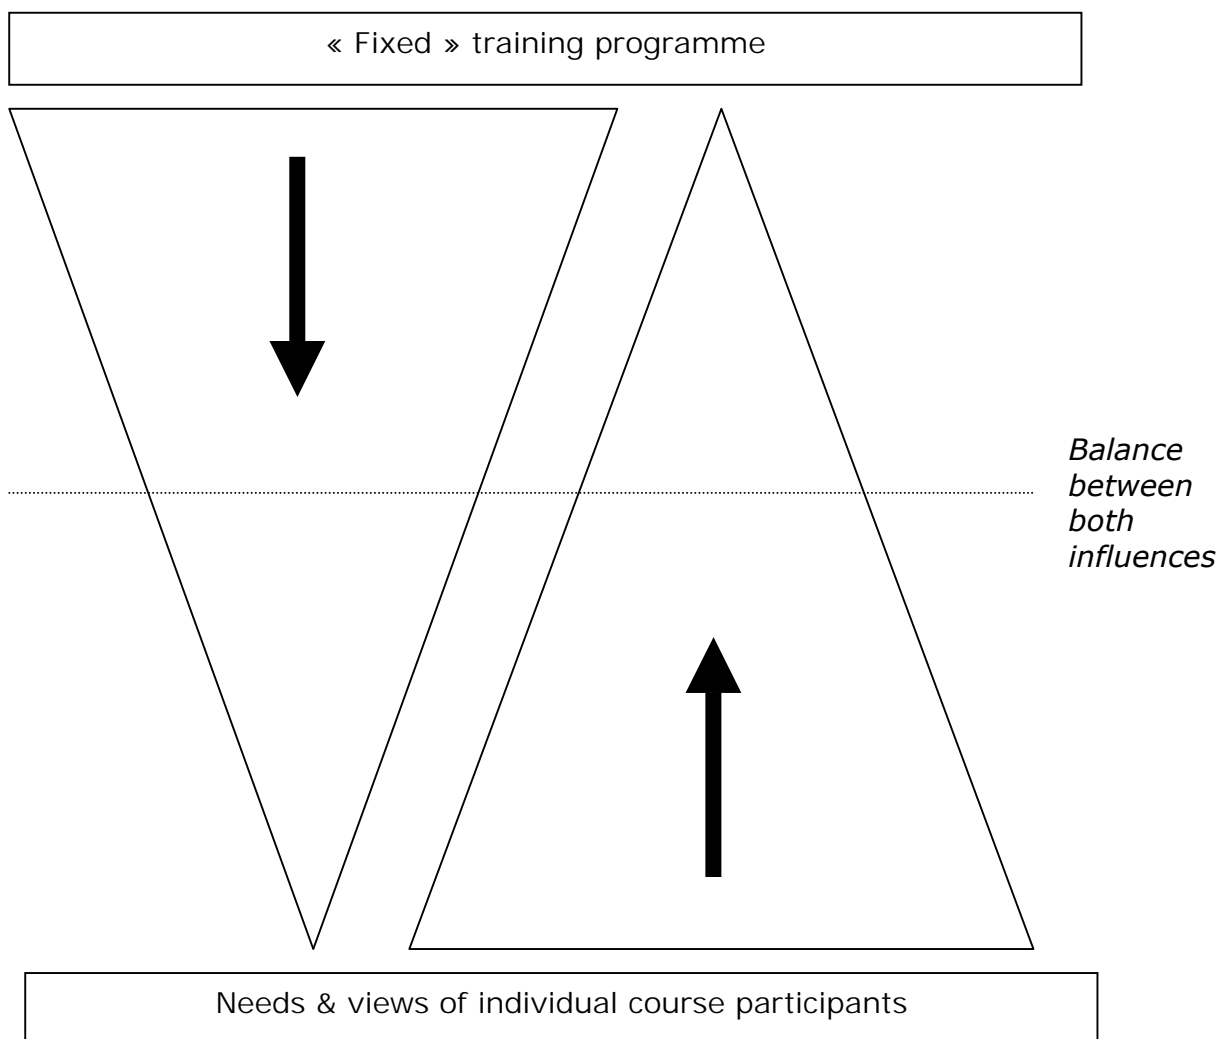 « Fixed » training programme
Balance
between
both
influences
Needs & views of individual course participants